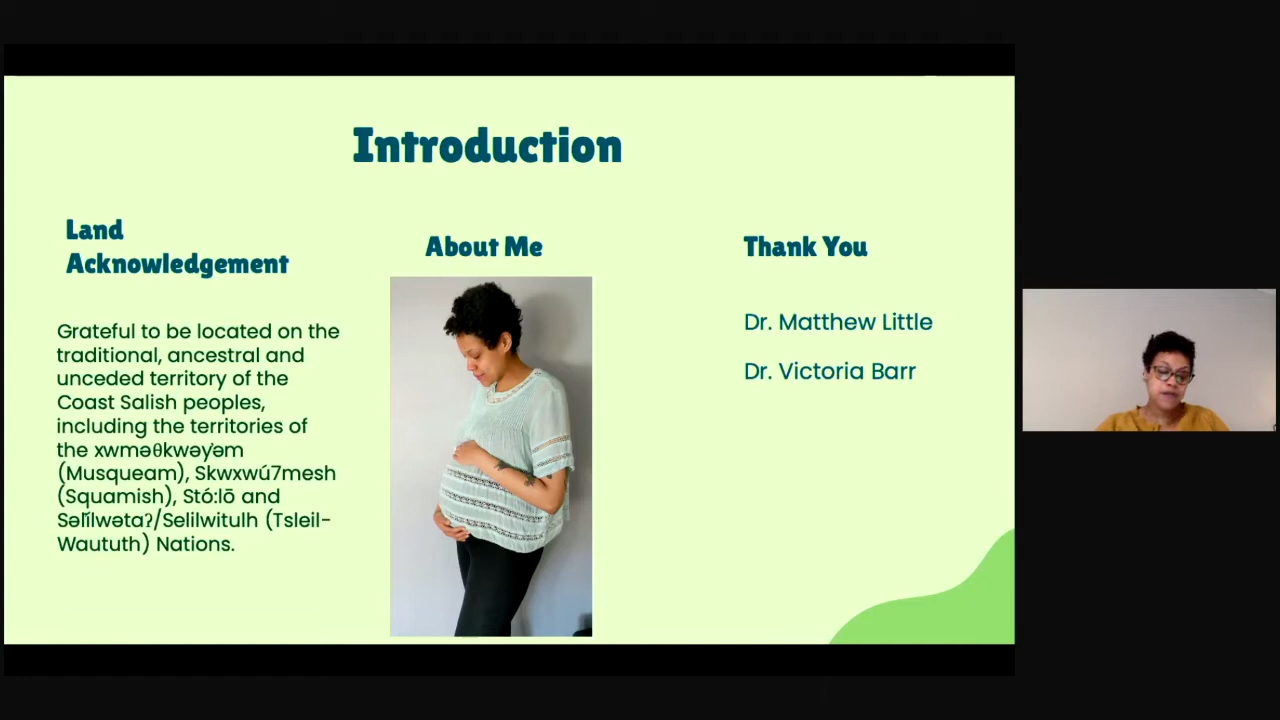 Introduction
Land
Acknowledgement
Grateful to be located on the
traditional, ancestral and
unceded territory of the
Coast Salish peoples,
including the territories of
the xwməθkwəy̓əm
(Musqueam), Skwxwú7mesh
(Squamish), Stó:lō and
Səl̓ílwətaʔ/Selilwitulh (Tsleil-
Waututh) Nations.
About Me
Thank You
Dr. Matthew Little
Dr. Victoria Barr